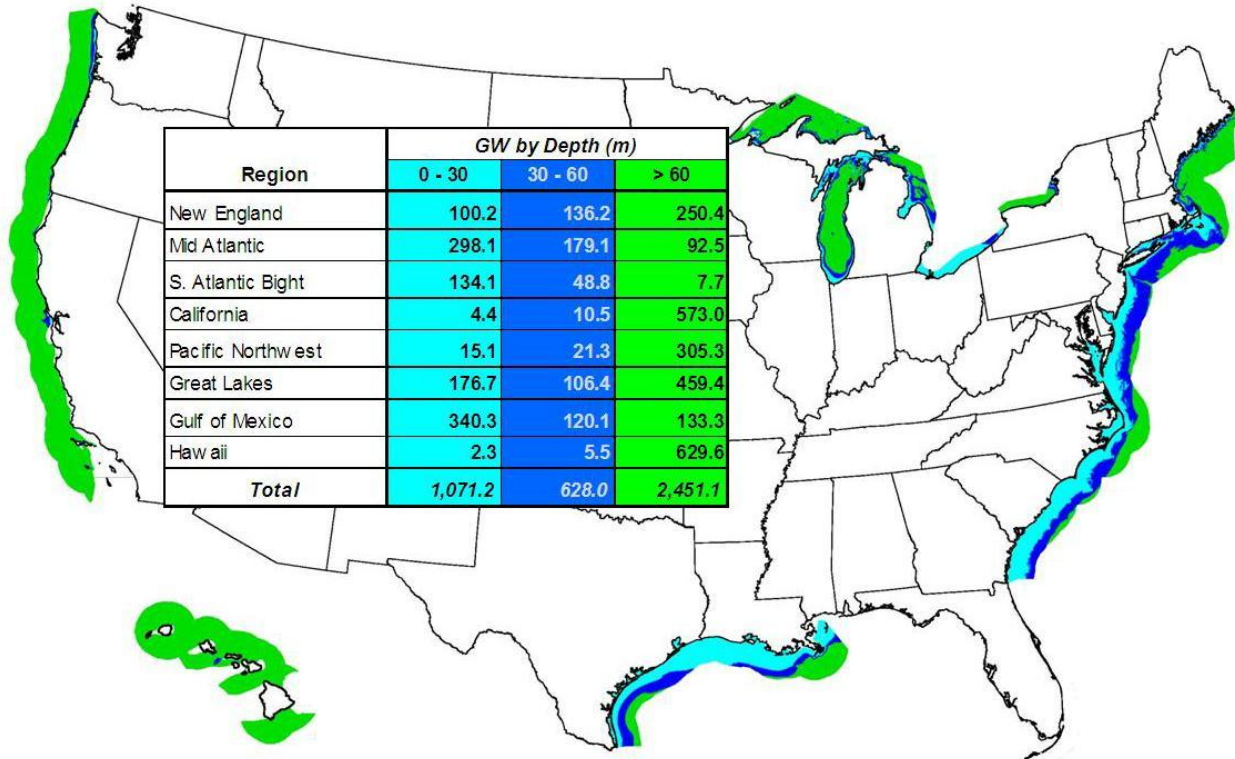 GW by Depth (m)
Region 0 - 30 30 - 60 > 60
New England 100.2 136.2 250.4
Mid Atlantic 298.1 179.1 92.5
S. Atlantic Bight 134.1 48.8 7.7
California 4.4 10.5 573.0
Pacific Northwest 15.1 21.3 305.3
Great Lakes 176.7 106.4 459.4
Gulf of Mexico 340.3 120.1 133.3
Hawaii 2.3 5.5 629.6
Total 1,071.2 628.0 2,451.1